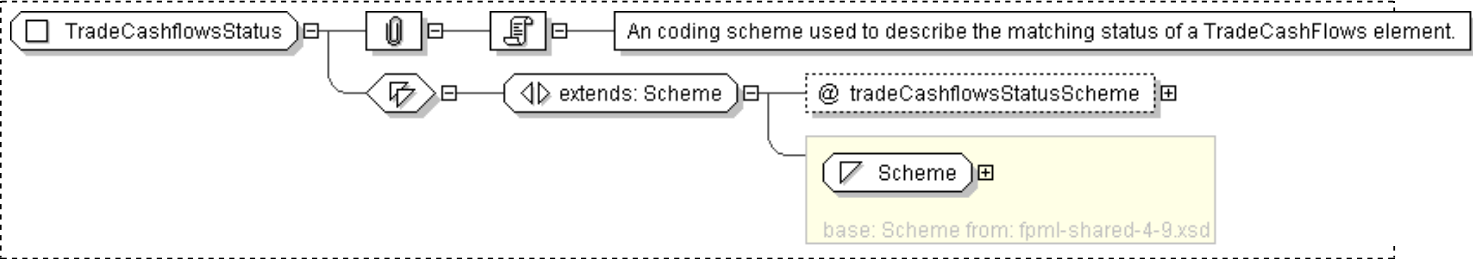 TradeCashflowsStatus
An coding scheme used to describe the matching status of a TradeCashFlows element.
extends: Scheme
@ tradeCashflowsStatusScheme
Scheme
base: Scheme from: fpml-shared-4-9.xsd